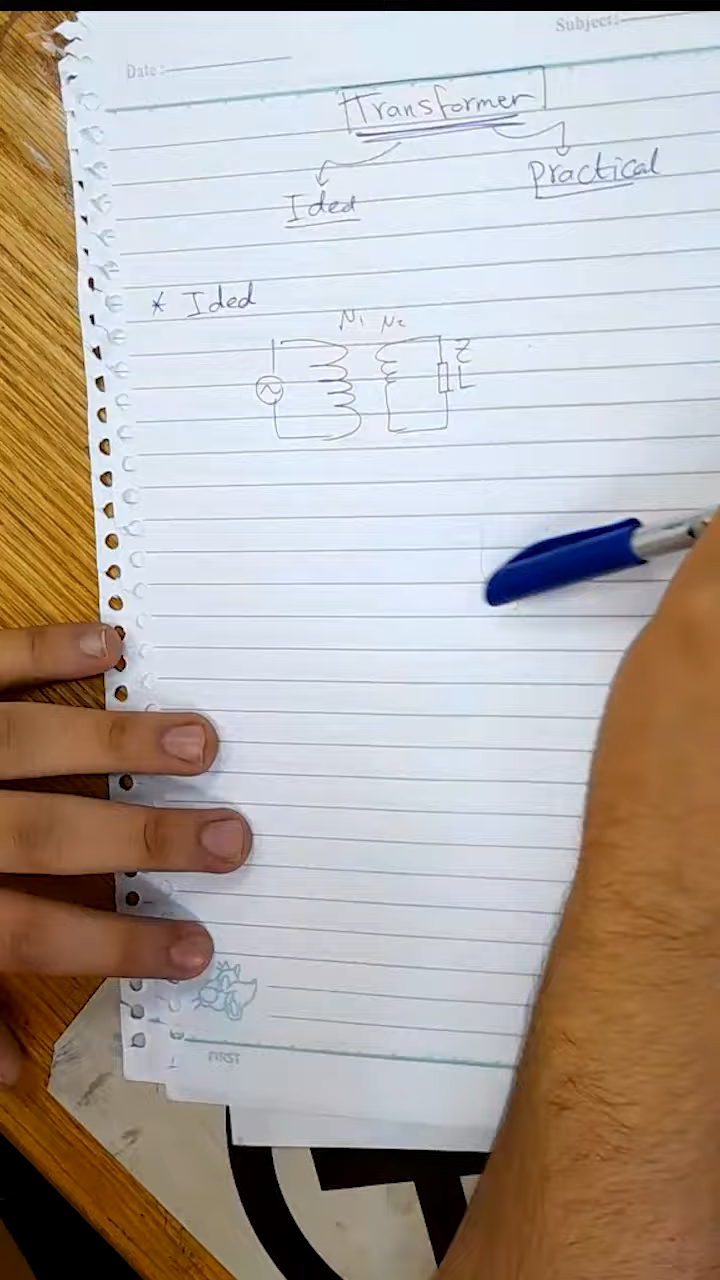 Subject:
Date:
Transformer
Practical
Ided
* Ided
N1 N2
Z
L
FIRST